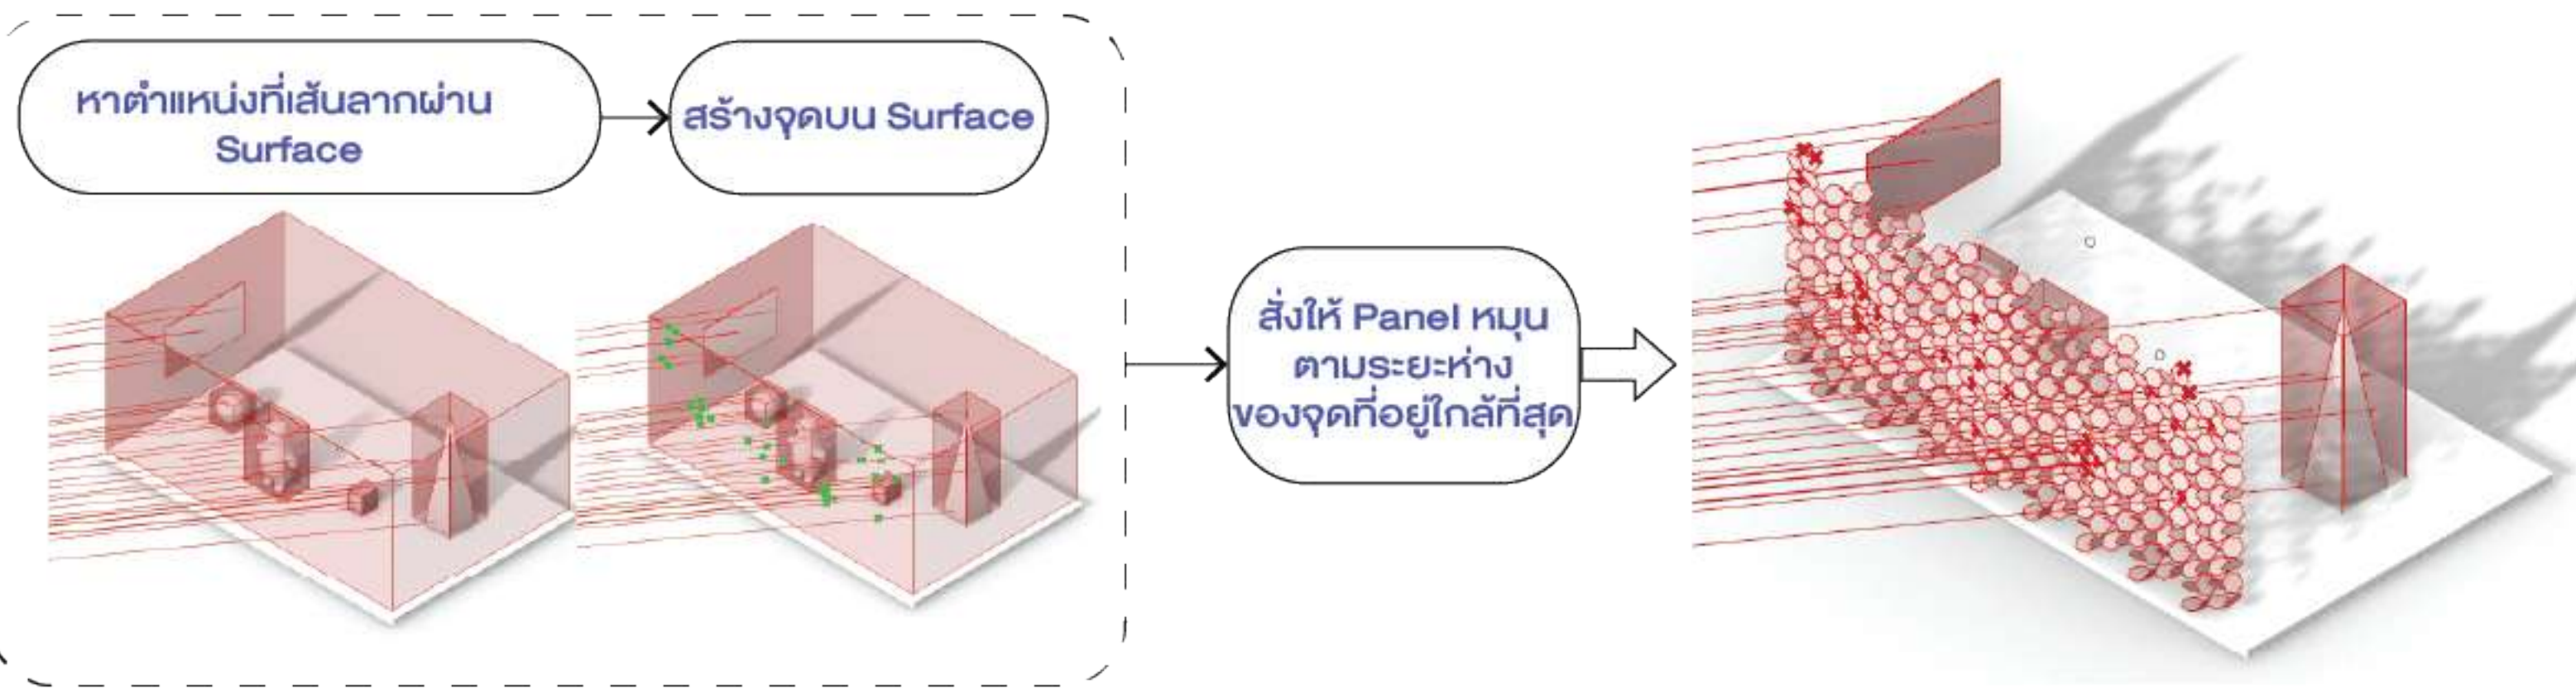 หาตำแหน่งที่เส้นลากผ่าน
Surface
สร้างจุดบน Surface
สั่งให้ Panel หมุน
ตามระยะห่าง
ของจุดที่อยู่ใกล้ที่สุด